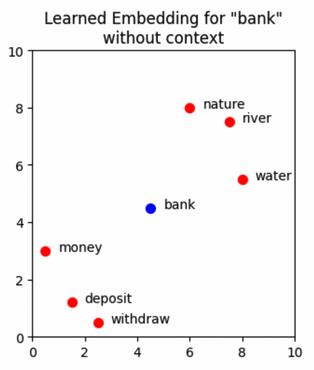 Learned Embedding for "bank"
without context
10
8
6
4
2
0
nature
river
water
bank
money
deposit
withdraw
0 2 4 6 8 10